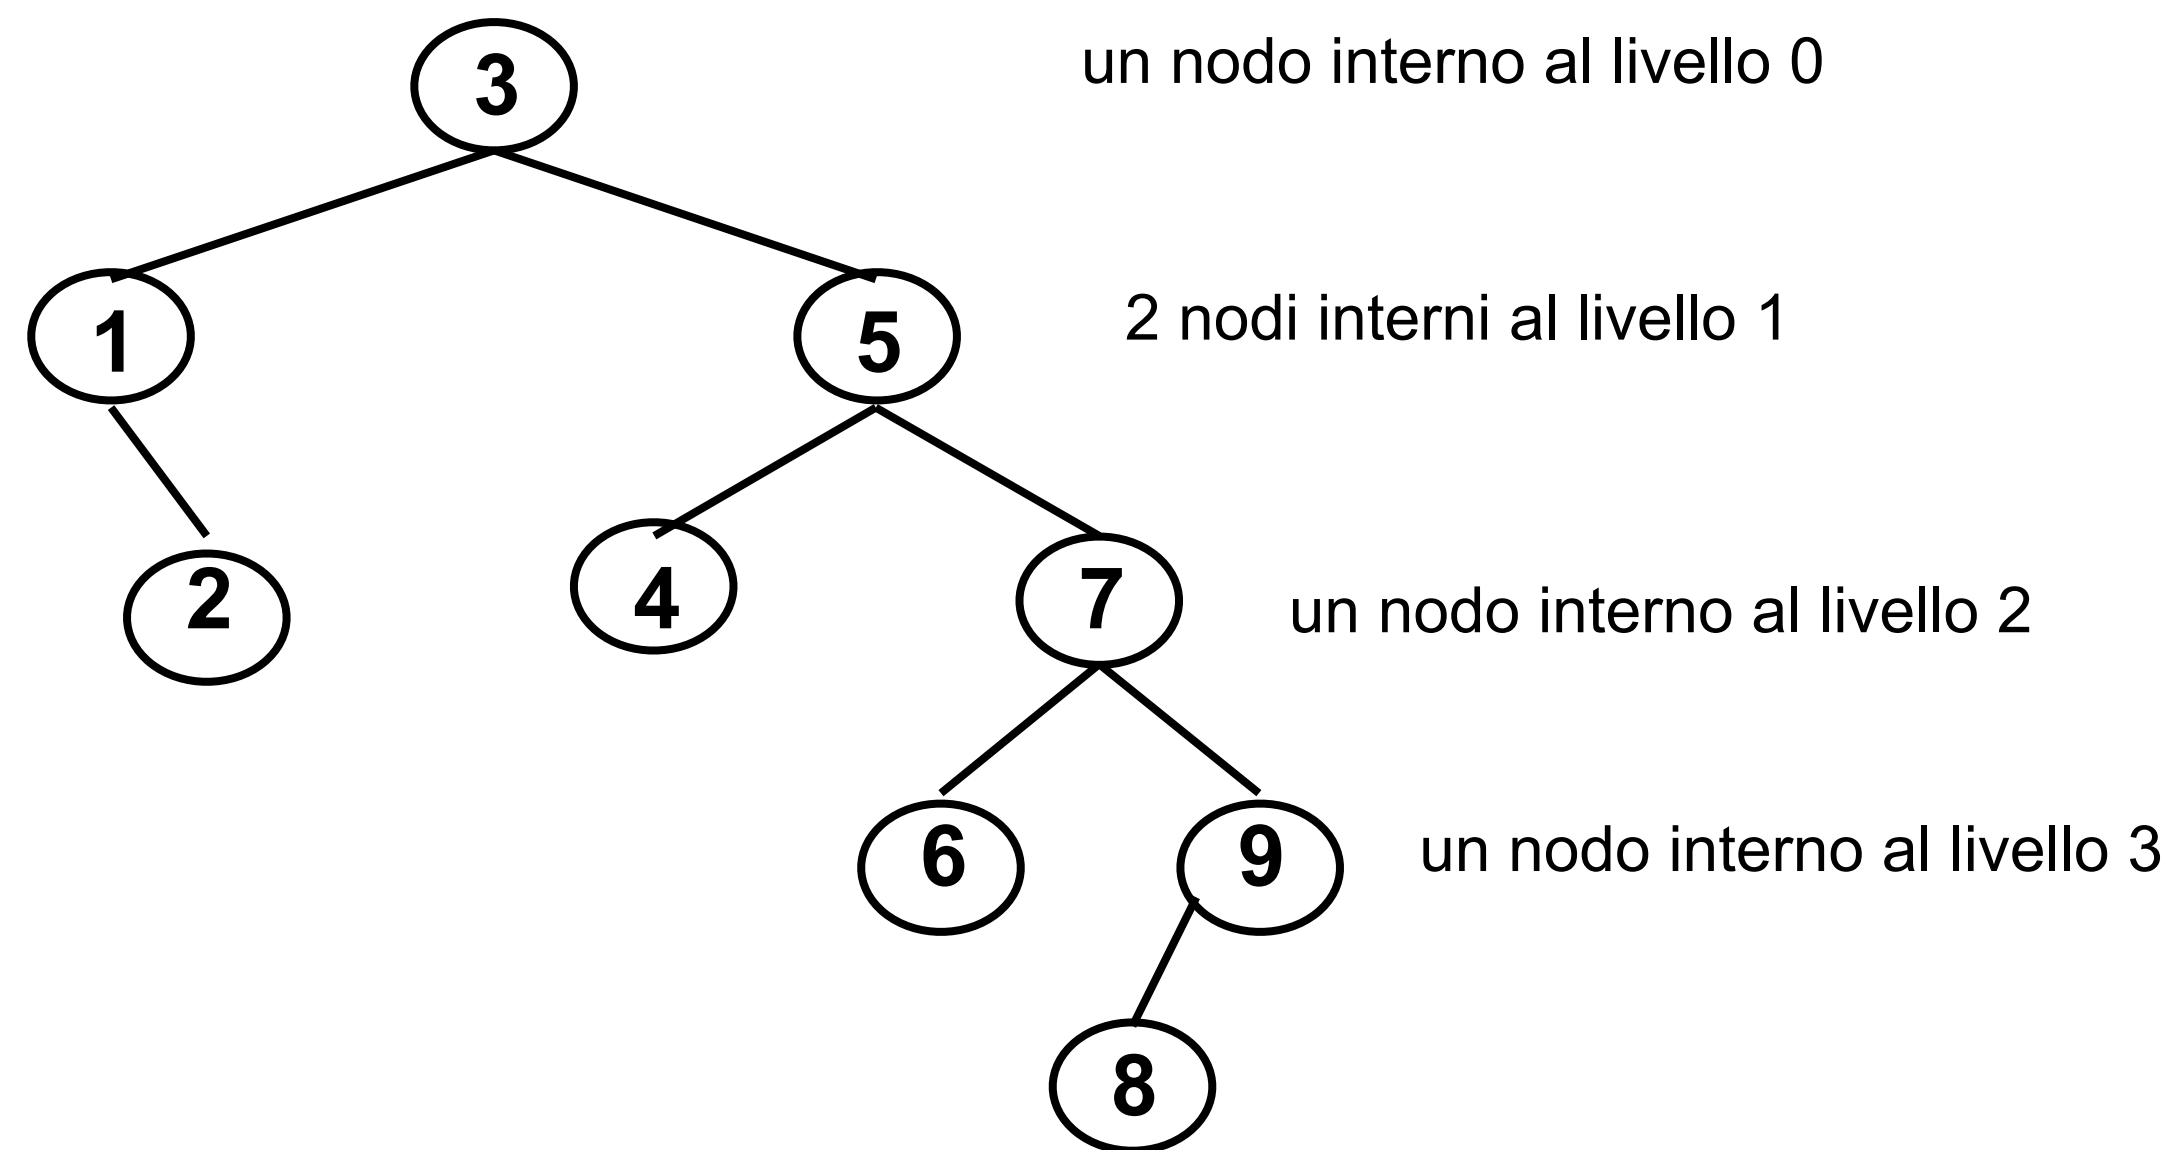 3 un nodo interno al livello 0
1 5 2 nodi interni al livello 1
2 4 7 un nodo interno al livello 2
6 9 un nodo interno al livello 3
8